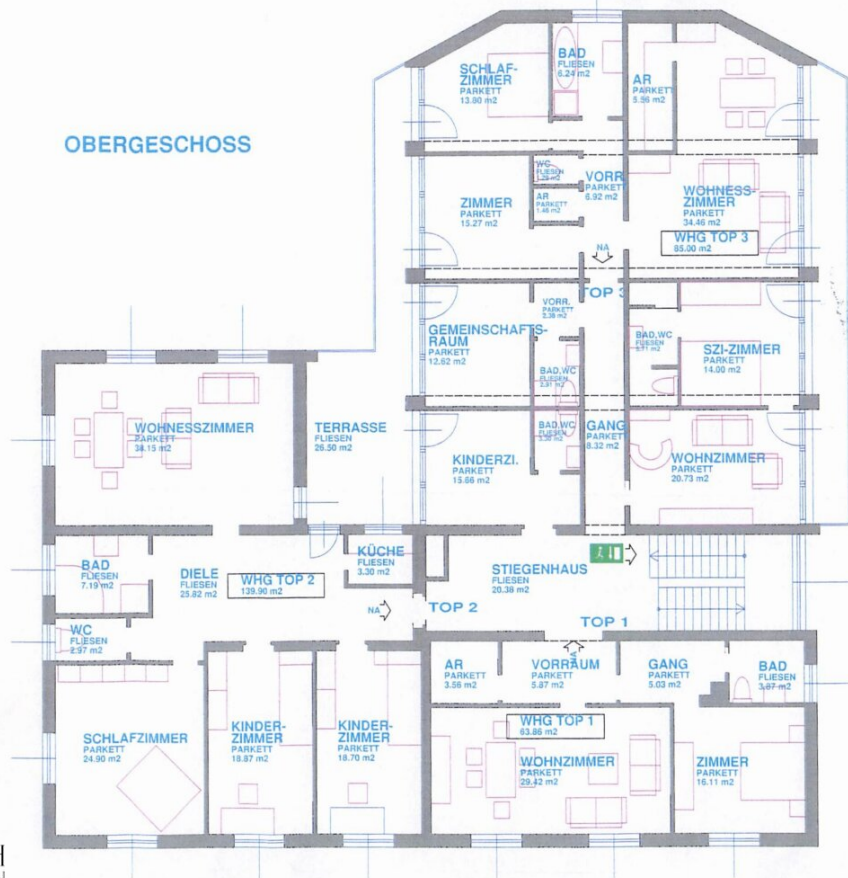 OBERGESCHOSS
SCHLAF-
ZIMMER
PARKETT
13.80 m2
BAD
FLIESEN
6.24 m2
AR
PARKETT
5.56 m2
ZIMMER
PARKETT
15.27 m2
WC
FLIESEN
AR
PARKETT
VORR.
PARKETT
6.92 m2
WOHNESS-
ZIMMER
PARKETT
34.46 m2
WHG TOP 3
85.00 m2
NA
TOP 3
GEMEINSCHAFTS-
RAUM
PARKETT
12.62 m2
VORR.
PARKETT
2.38 m2
BAD,WC
FLIESEN
BAD,WC
FLIESEN
SZI-ZIMMER
PARKETT
14.00 m2
KINDERZI.
PARKETT
15.66 m2
BAD,WC
FLIESEN
GANG
PARKETT
8.32 m2
WOHNZIMMER
PARKETT
20.73 m2
WOHNESSZIMMER
PARKETT
38.15 m2
TERRASSE
FLIESEN
26.50 m2
BAD
FLIESEN
7.19 m2
DIELE
FLIESEN
25.82 m2
WHG TOP 2
139.90 m2
KÜCHE
FLIESEN
3.30 m2
STIEGENHAUS
FLIESEN
20.38 m2
NA
TOP 2
TOP 1
WC
FLIESEN
2.97 m2
SCHLAFZIMMER
PARKETT
24.90 m2
KINDER-
ZIMMER
PARKETT
18.87 m2
KINDER-
ZIMMER
PARKETT
18.70 m2
AR
PARKETT
3.56 m2
VORRAUM
PARKETT
5.87 m2
NA
GANG
PARKETT
5.03 m2
BAD
FLIESEN
3.87 m2
WHG TOP 1
63.86 m2
WOHNZIMMER
PARKETT
29.42 m2
ZIMMER
PARKETT
16.11 m2